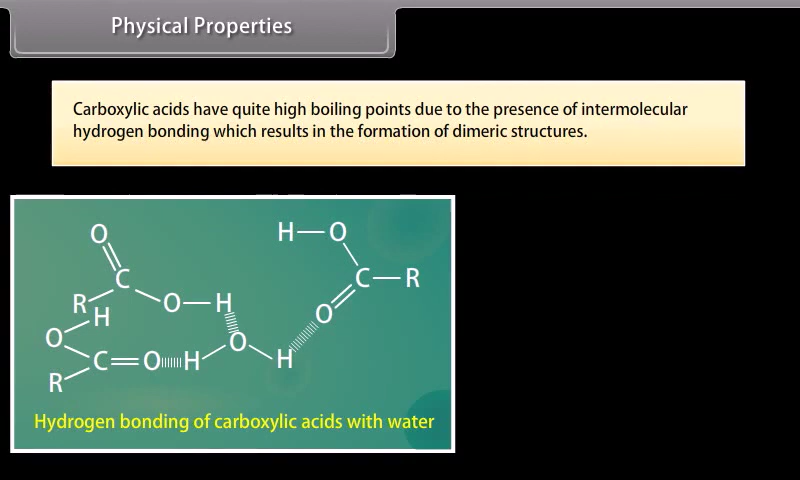 Physical Properties
Carboxylic acids have quite high boiling points due to the presence of intermolecular
hydrogen bonding which results in the formation of dimeric structures.
O
H—O
C
C—R
R
O—H
H
O
O
O
C=O
H
H
R
Hydrogen bonding of carboxylic acids with water